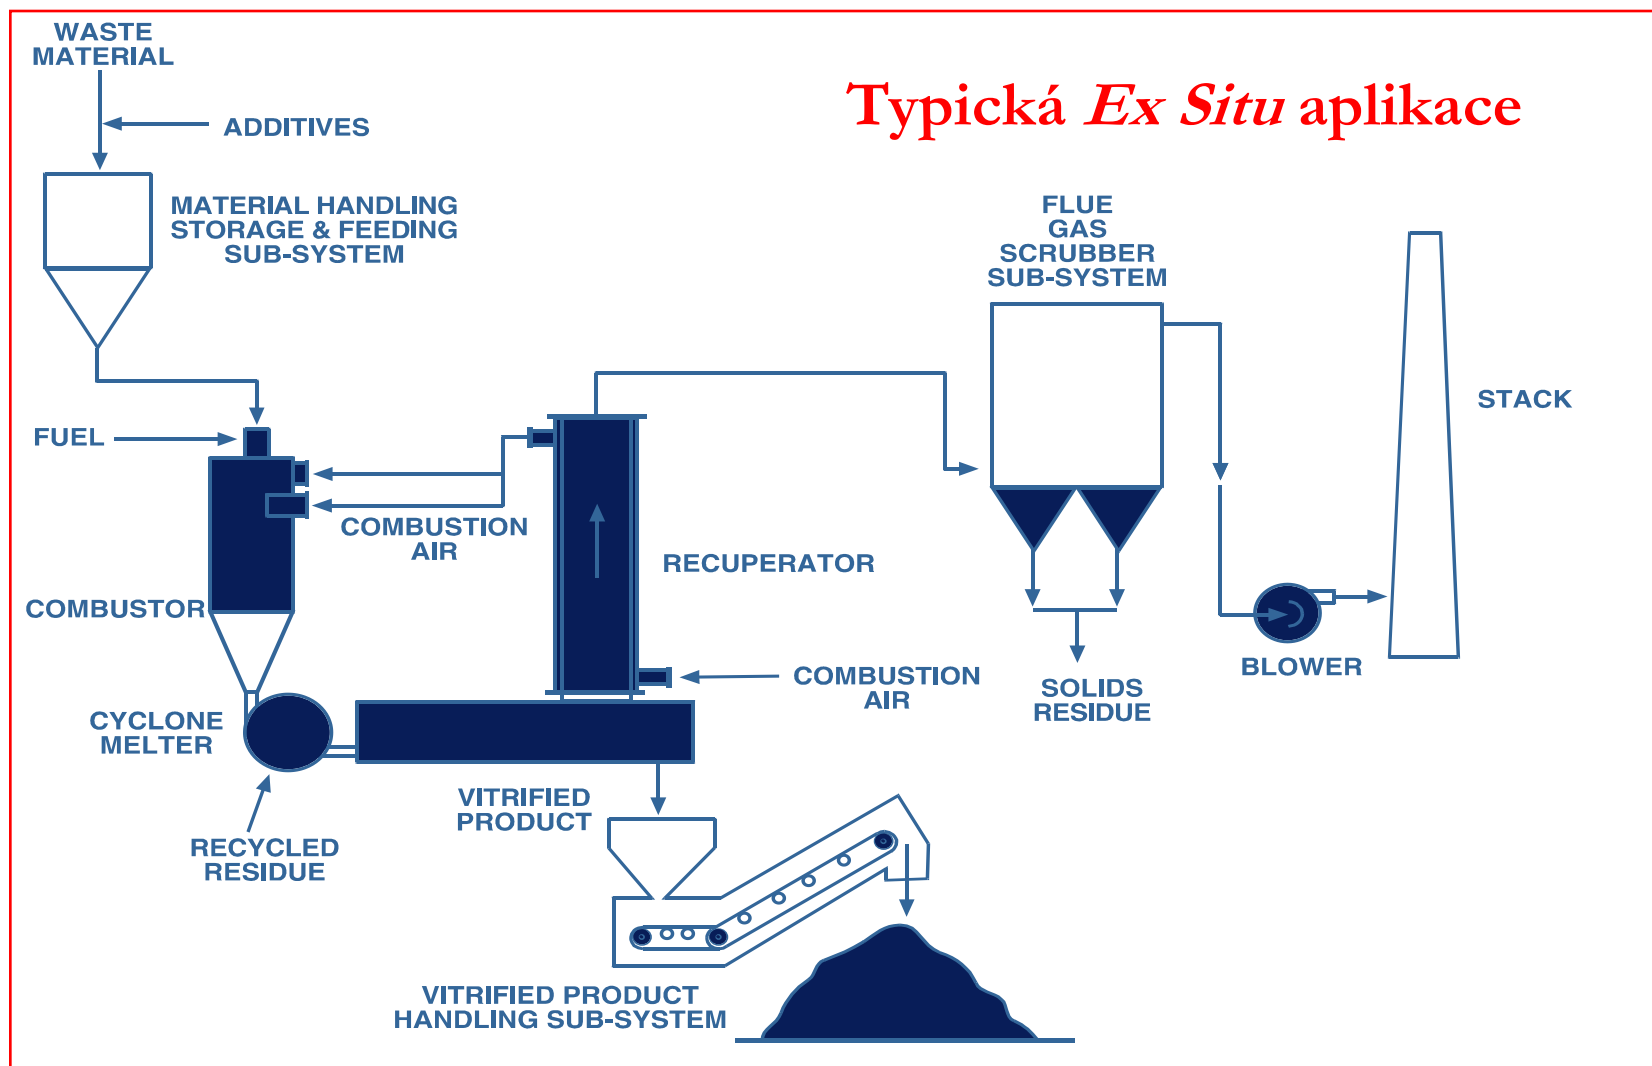 WASTE
MATERIAL
Typická Ex Situ aplikace
ADDITIVES
MATERIAL HANDLING
STORAGE & FEEDING
SUB-SYSTEM
FLUE
GAS
SCRUBBER
SUB-SYSTEM
STACK
FUEL
COMBUSTION
AIR
RECUPERATOR
COMBUSTOR
BLOWER
COMBUSTION
AIR
SOLIDS
RESIDUE
CYCLONE
MELTER
VITRIFIED
PRODUCT
RECYCLED
RESIDUE
VITRIFIED PRODUCT
HANDLING SUB-SYSTEM